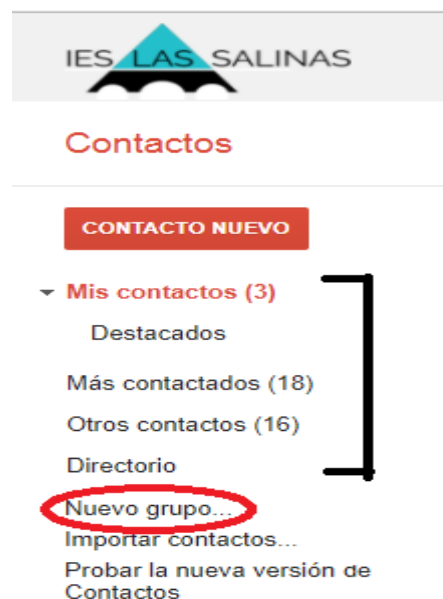 IES LAS SALINAS
Contactos
CONTACTO NUEVO
Mis contactos (3)
Destacados
Más contactados (18)
Otros contactos (16)
Directorio
Nuevo grupo...
Importar contactos...
Probar la nueva versión de
Contactos